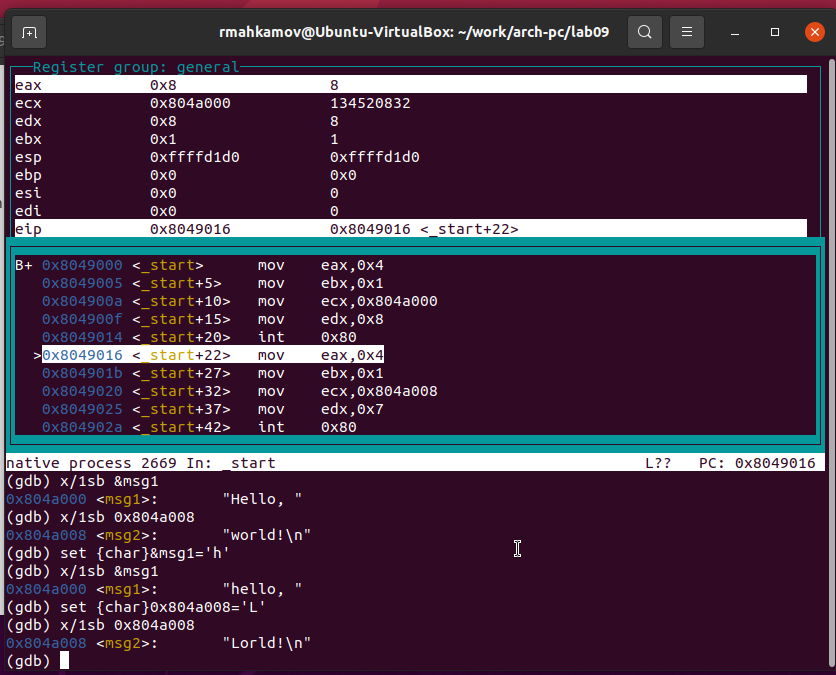 rmahkamov@Ubuntu-VirtualBox: ~/work/arch-pc/lab09
Register group: general
eax 0x8 8
ecx 0x804a000 134520832
edx 0x8 8
ebx 0x1 1
esp 0xffffd1d0 0xffffd1d0
ebp 0x0 0x0
esi 0x0 0
edi 0x0 0
eip 0x8049016 0x8049016 <_start+22>
B+ 0x8049000 <_start> mov eax,0x4
0x8049005 <_start+5> mov ebx,0x1
0x804900a <_start+10> mov ecx,0x804a000
0x804900f <_start+15> mov edx,0x8
0x8049014 <_start+20> int 0x80
>0x8049016 <_start+22> mov eax,0x4
0x804901b <_start+27> mov ebx,0x1
0x8049020 <_start+32> mov ecx,0x804a008
0x8049025 <_start+37> mov edx,0x7
0x804902a <_start+42> int 0x80
native process 2669 In: _start L?? PC: 0x8049016
(gdb) x/1sb &msg1
0x804a000 <msg1>: "Hello, "
(gdb) x/1sb 0x804a008
0x804a008 <msg2>: "world!\n"
(gdb) set {char}&msg1='h'
(gdb) x/1sb &msg1
0x804a000 <msg1>: "hello, "
(gdb) set {char}0x804a008='L'
(gdb) x/1sb 0x804a008
0x804a008 <msg2>: "Lorld!\n"
(gdb)